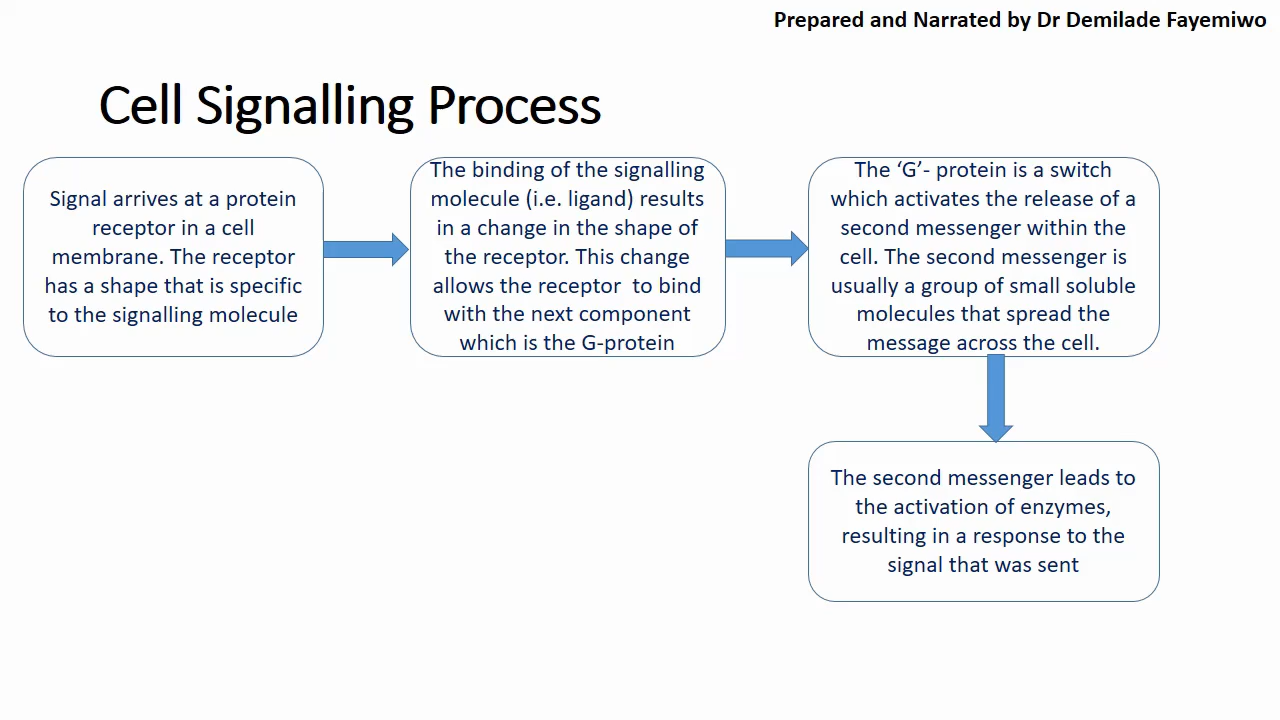 Prepared and Narrated by Dr Demilade Fayemiwo
Cell Signalling Process
Signal arrives at a protein
receptor in a cell
membrane. The receptor
has a shape that is specific
to the signalling molecule
The binding of the signalling
molecule (i.e. ligand) results
in a change in the shape of
the receptor. This change
allows the receptor  to bind
with the next component
which is the G-protein
The ‘G’- protein is a switch
which activates the release of a
second messenger within the
cell. The second messenger is
usually a group of small soluble
molecules that spread the
message across the cell.
The second messenger leads to
the activation of enzymes,
resulting in a response to the
signal that was sent